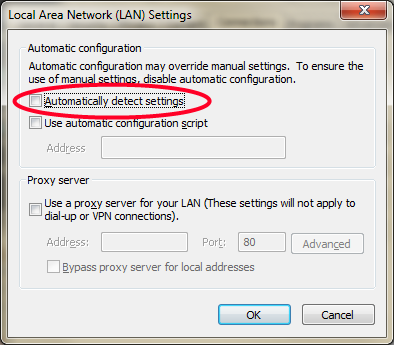 Local Area Network (LAN) Settings
Automatic configuration
Automatic configuration may override manual settings. To ensure the
use of manual settings, disable automatic configuration.
Automatically detect settings
Use automatic configuration script
Address
Proxy server
Use a proxy server for your LAN (These settings will not apply to
dial-up or VPN connections).
Address: Port: 80 Advanced
Bypass proxy server for local addresses
OK Cancel